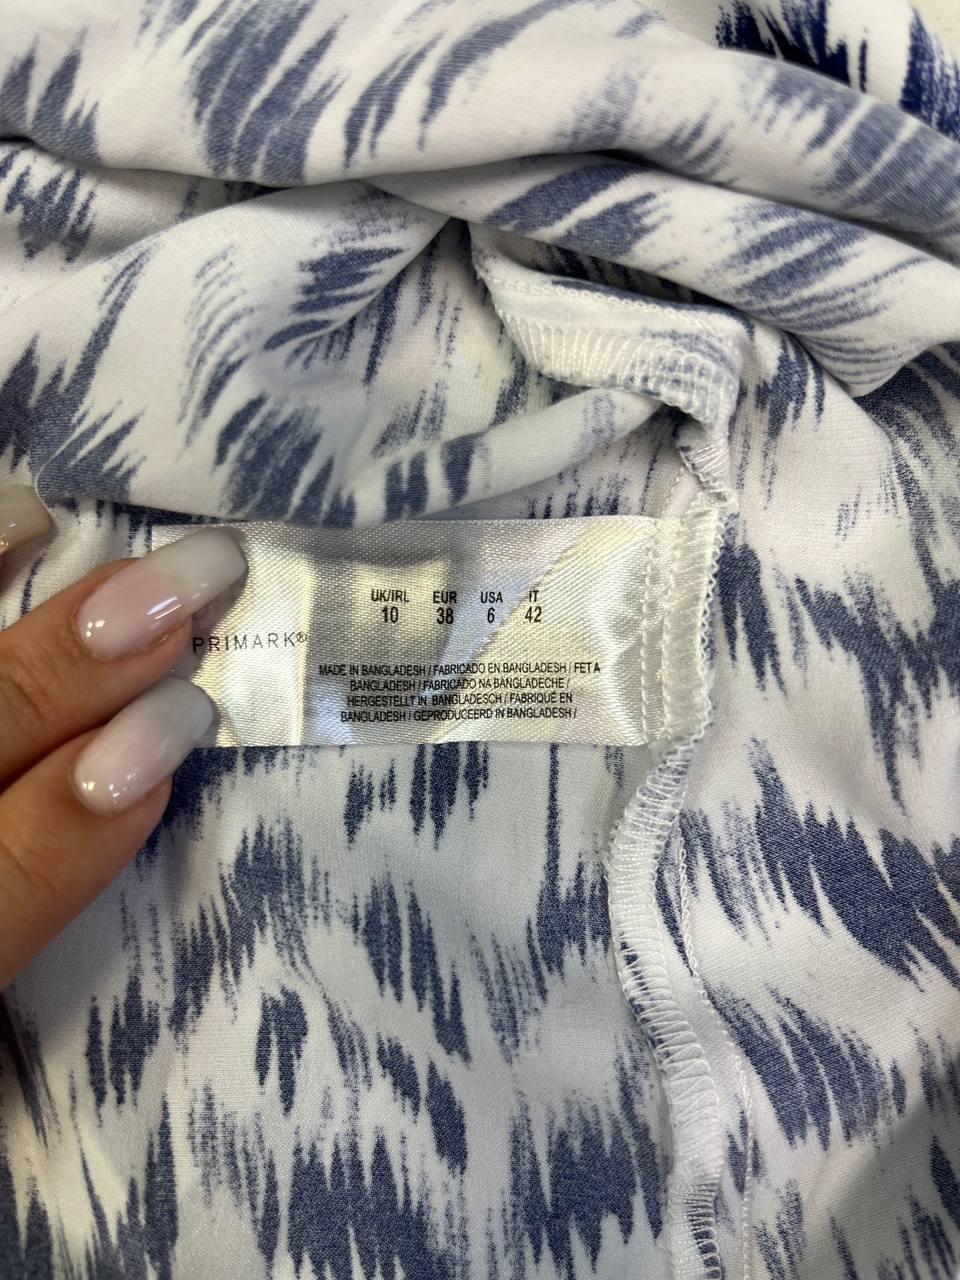 UK/IRL EUR USA IT
10 38 6 42
PRIMARK®
MADE IN BANGLADESH / FABRICADO EN BANGLADESH / FET A
BANGLADESH / FABRICADO NA BANGLADECHE /
HERGESTELLT IN BANGLADESCH / FABRIQUÉ EN
BANGLADESH / GEPRODUCEERD IN BANGLADESH /